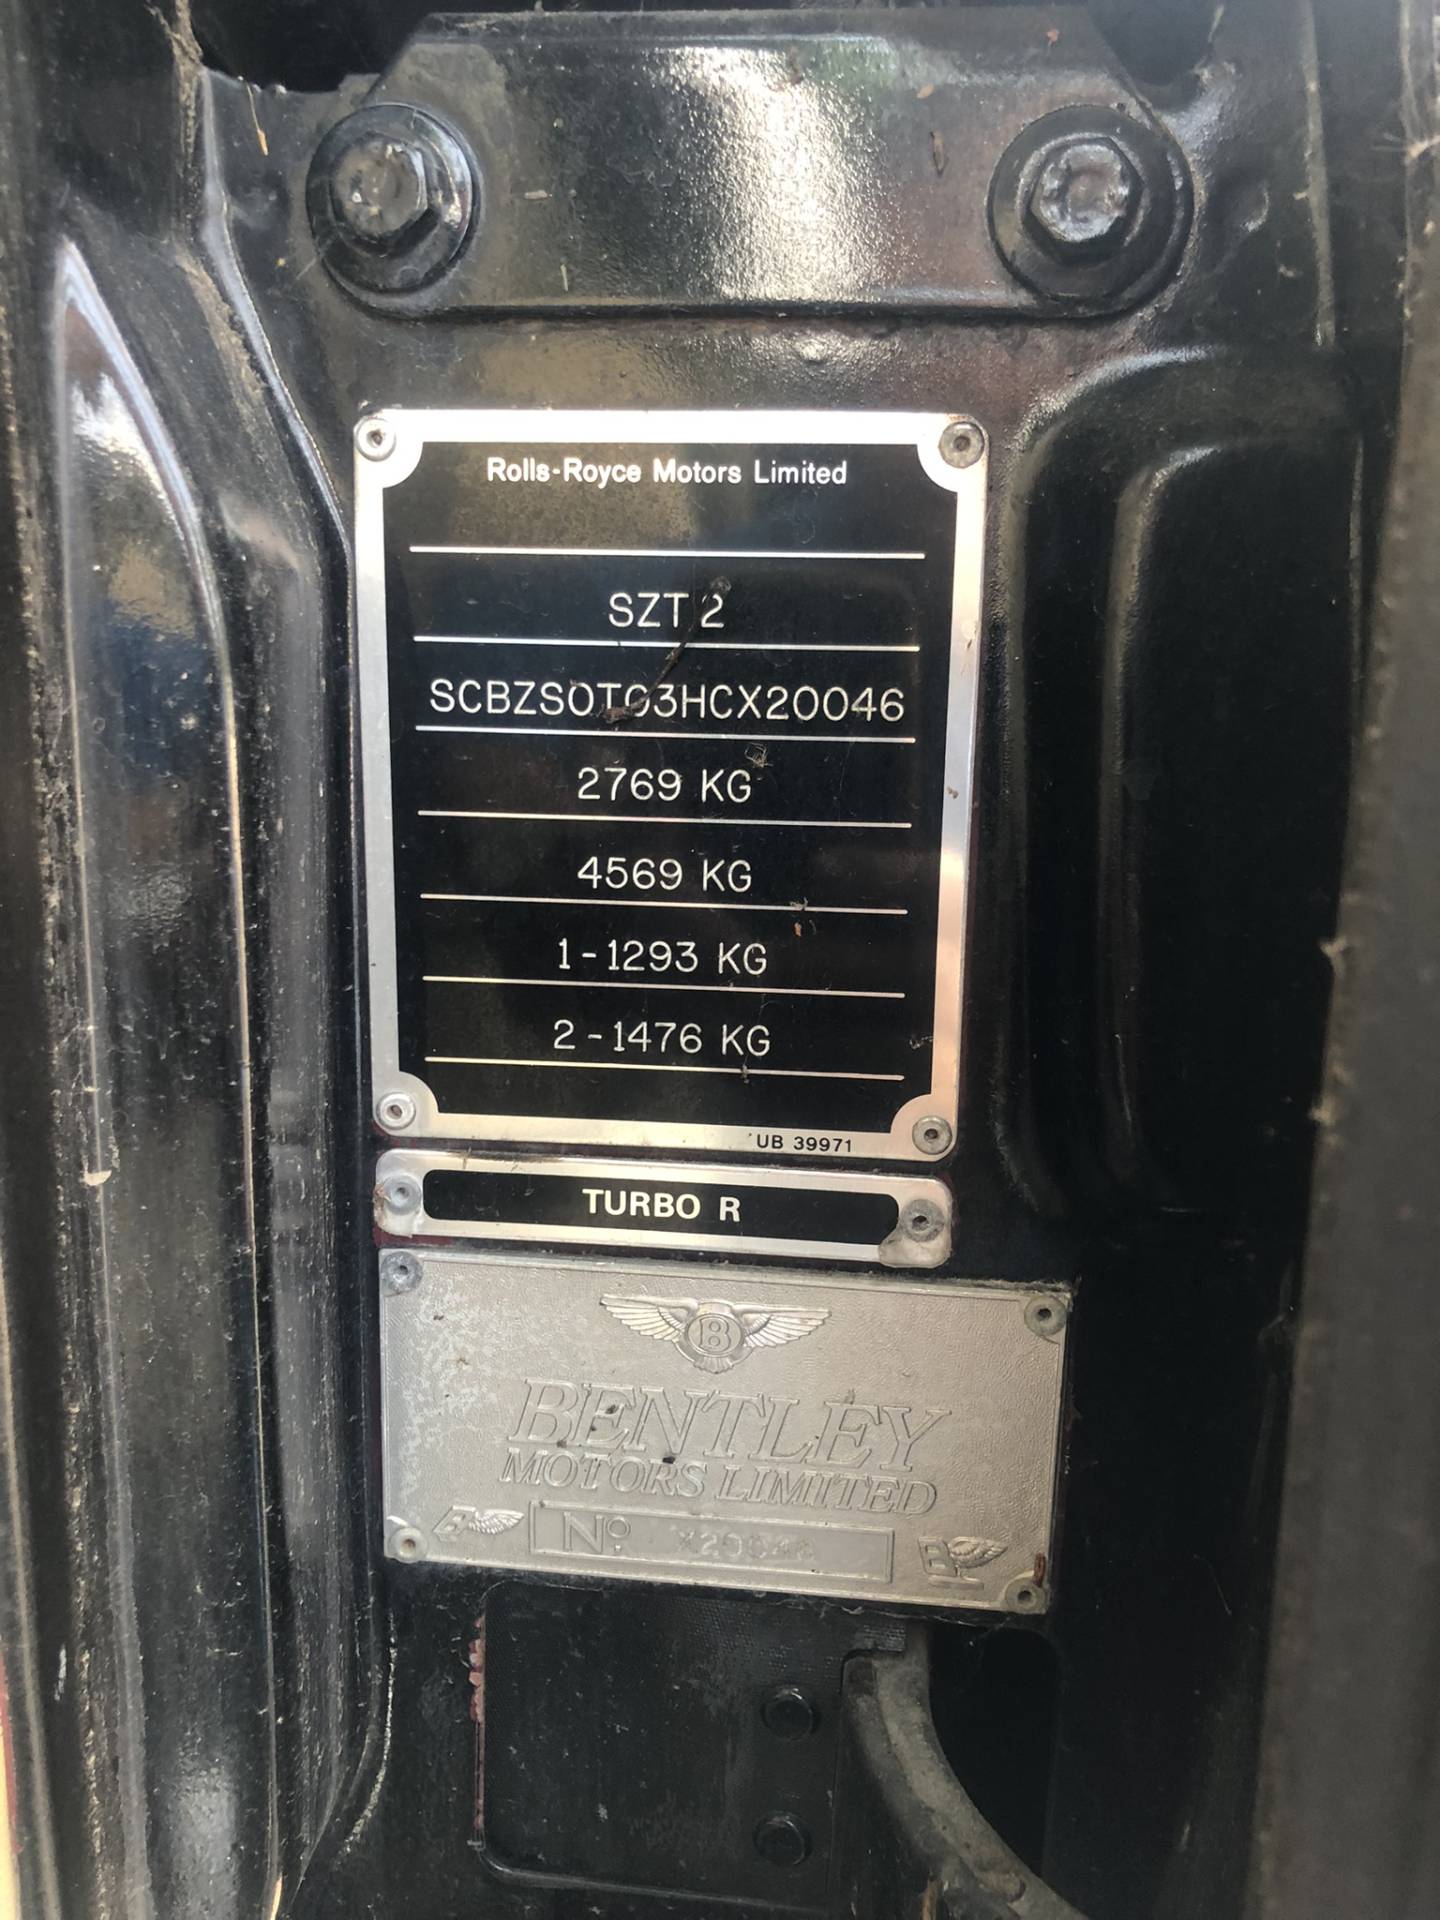 Rolls-Royce Motors Limited
SZT 2
SCBZS0T03HCX20046
2769 KG
4569 KG
1-1293 KG
2-1476 KG
UB 39971
TURBO R
B
BENTLEY
MOTORS LIMITED
B
Nº. X20046
B